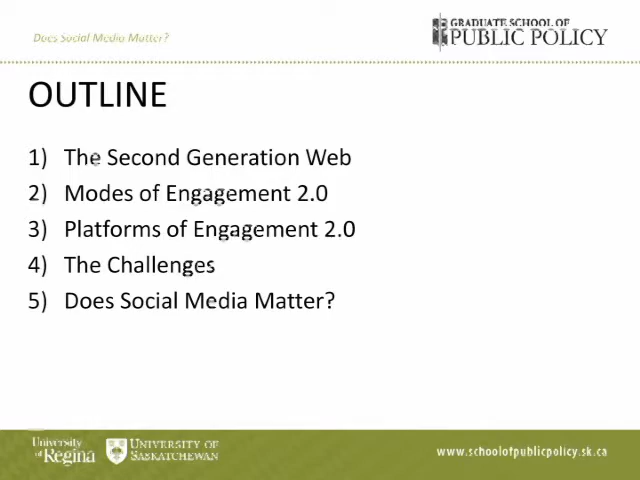 Does Social Media Matter?
GRADUATE SCHOOL OF
PUBLIC POLICY
OUTLINE
1) The Second Generation Web
2) Modes of Engagement 2.0
3) Platforms of Engagement 2.0
4) The Challenges
5) Does Social Media Matter?
University
of Regina
UNIVERSITY OF
SASKATCHEWAN
www.schoolofpublicpolicy.sk.ca